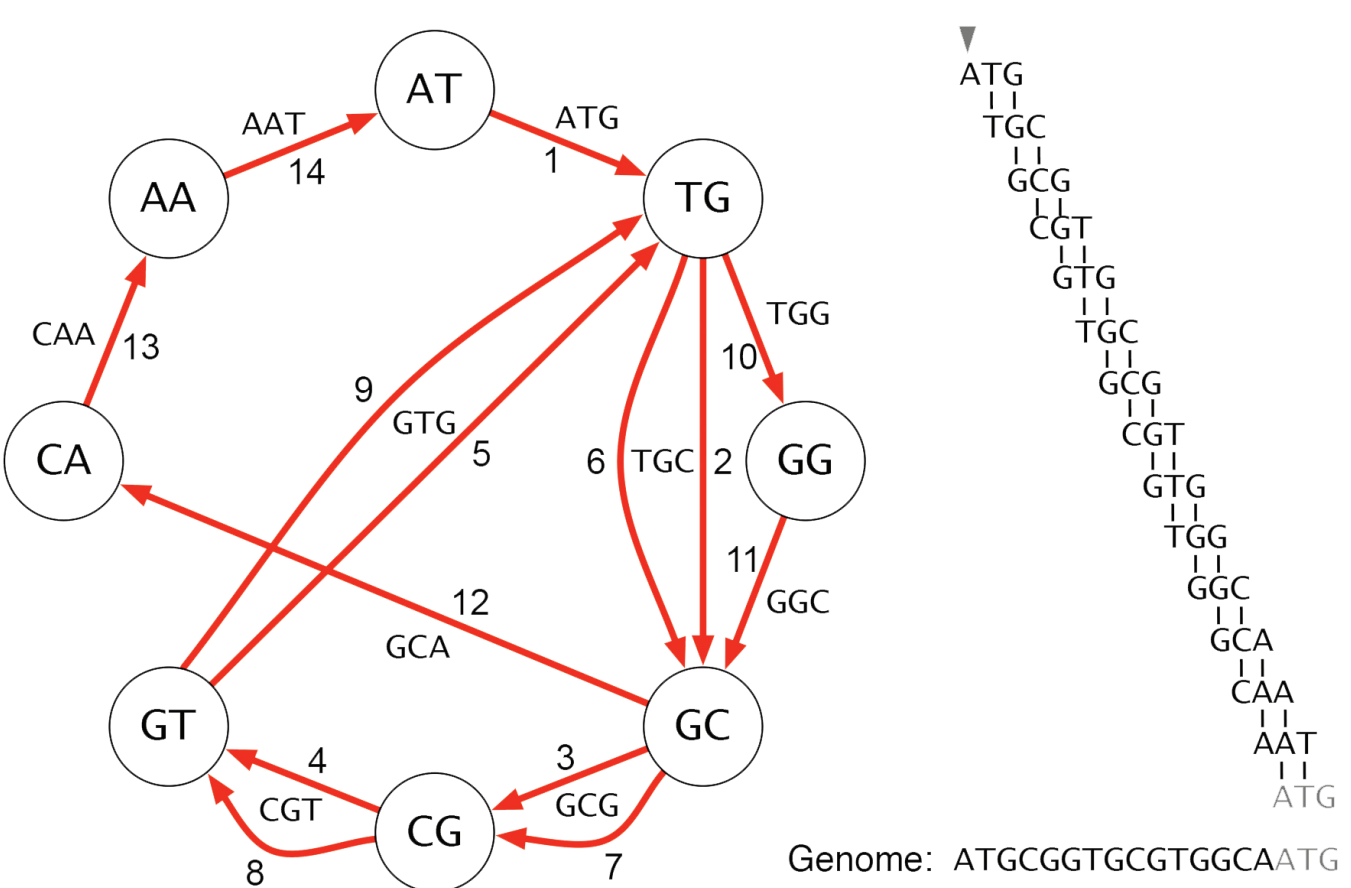 AT
AAT
ATG
14
1
AA
TG
CAA
13
TGG
10
9
GTG
5
6
TGC
2
CA
GG
11
GGC
12
GCA
GT
GC
4
3
CGT
GCG
CG
8
7
ATG
TGC
GCG
CGT
GTG
TGC
GCG
CGT
GTG
TGG
GGC
GCA
CAA
AAT
ATG
Genome: ATGCGGTGCGTGGCAATG